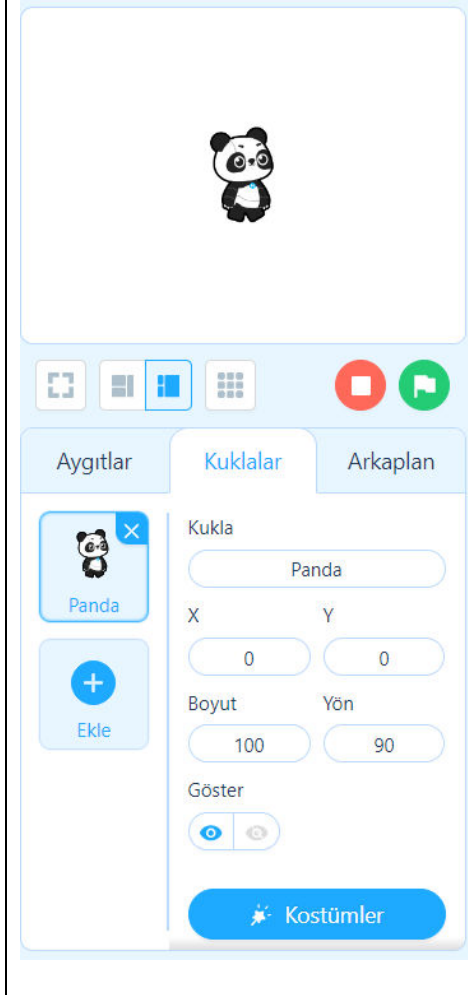 Aygıtlar
Kuklalar
Arkaplan
Panda
Ekle
Kukla
Panda
X Y
0 0
Boyut Yön
100 90
Göster
Kostümler